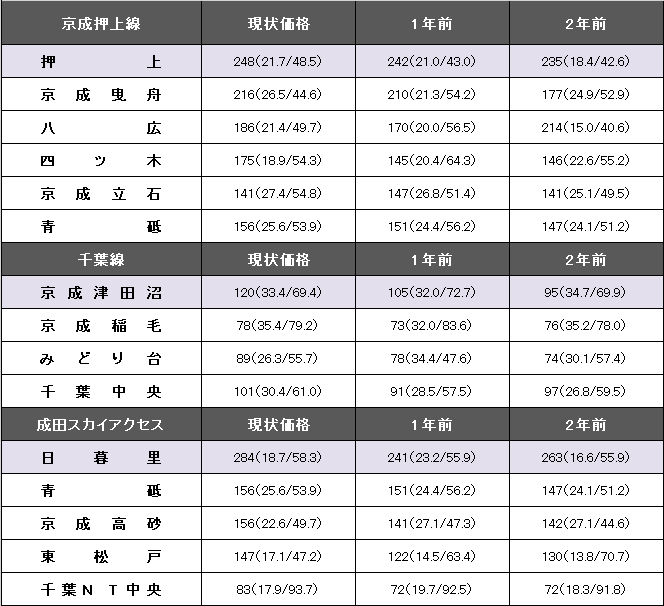 京成押上線 現状価格 1年前 2年前
押上 248(21.7/48.5) 242(21.0/43.0) 235(18.4/42.6)
京成曳舟 216(26.5/44.6) 210(21.3/54.2) 177(24.9/52.9)
八広 186(21.4/49.7) 170(20.0/56.5) 214(15.0/40.6)
四ッ木 175(18.9/54.3) 145(20.4/64.3) 146(22.6/55.2)
京成立石 141(27.4/54.8) 147(26.8/51.4) 141(25.1/49.5)
青砥 156(25.6/53.9) 151(24.4/56.2) 147(24.1/51.2)
千葉線 現状価格 1年前 2年前
京成津田沼 120(33.4/69.4) 105(32.0/72.7) 95(34.7/69.9)
京成稲毛 78(35.4/79.2) 73(32.0/83.6) 76(35.2/78.0)
みどり台 89(26.3/55.7) 78(34.4/47.6) 74(30.1/57.4)
千葉中央 101(30.4/61.0) 91(28.5/57.5) 97(26.8/59.5)
成田スカイアクセス 現状価格 1年前 2年前
日暮里 284(18.7/58.3) 241(23.2/55.9) 263(16.6/55.9)
青砥 156(25.6/53.9) 151(24.4/56.2) 147(24.1/51.2)
京成高砂 156(22.6/49.7) 141(27.1/47.3) 142(27.1/44.6)
東松戸 147(17.1/47.2) 122(14.5/63.4) 130(13.8/70.7)
千葉NT中央 83(17.9/93.7) 72(19.7/92.5) 72(18.3/91.8)